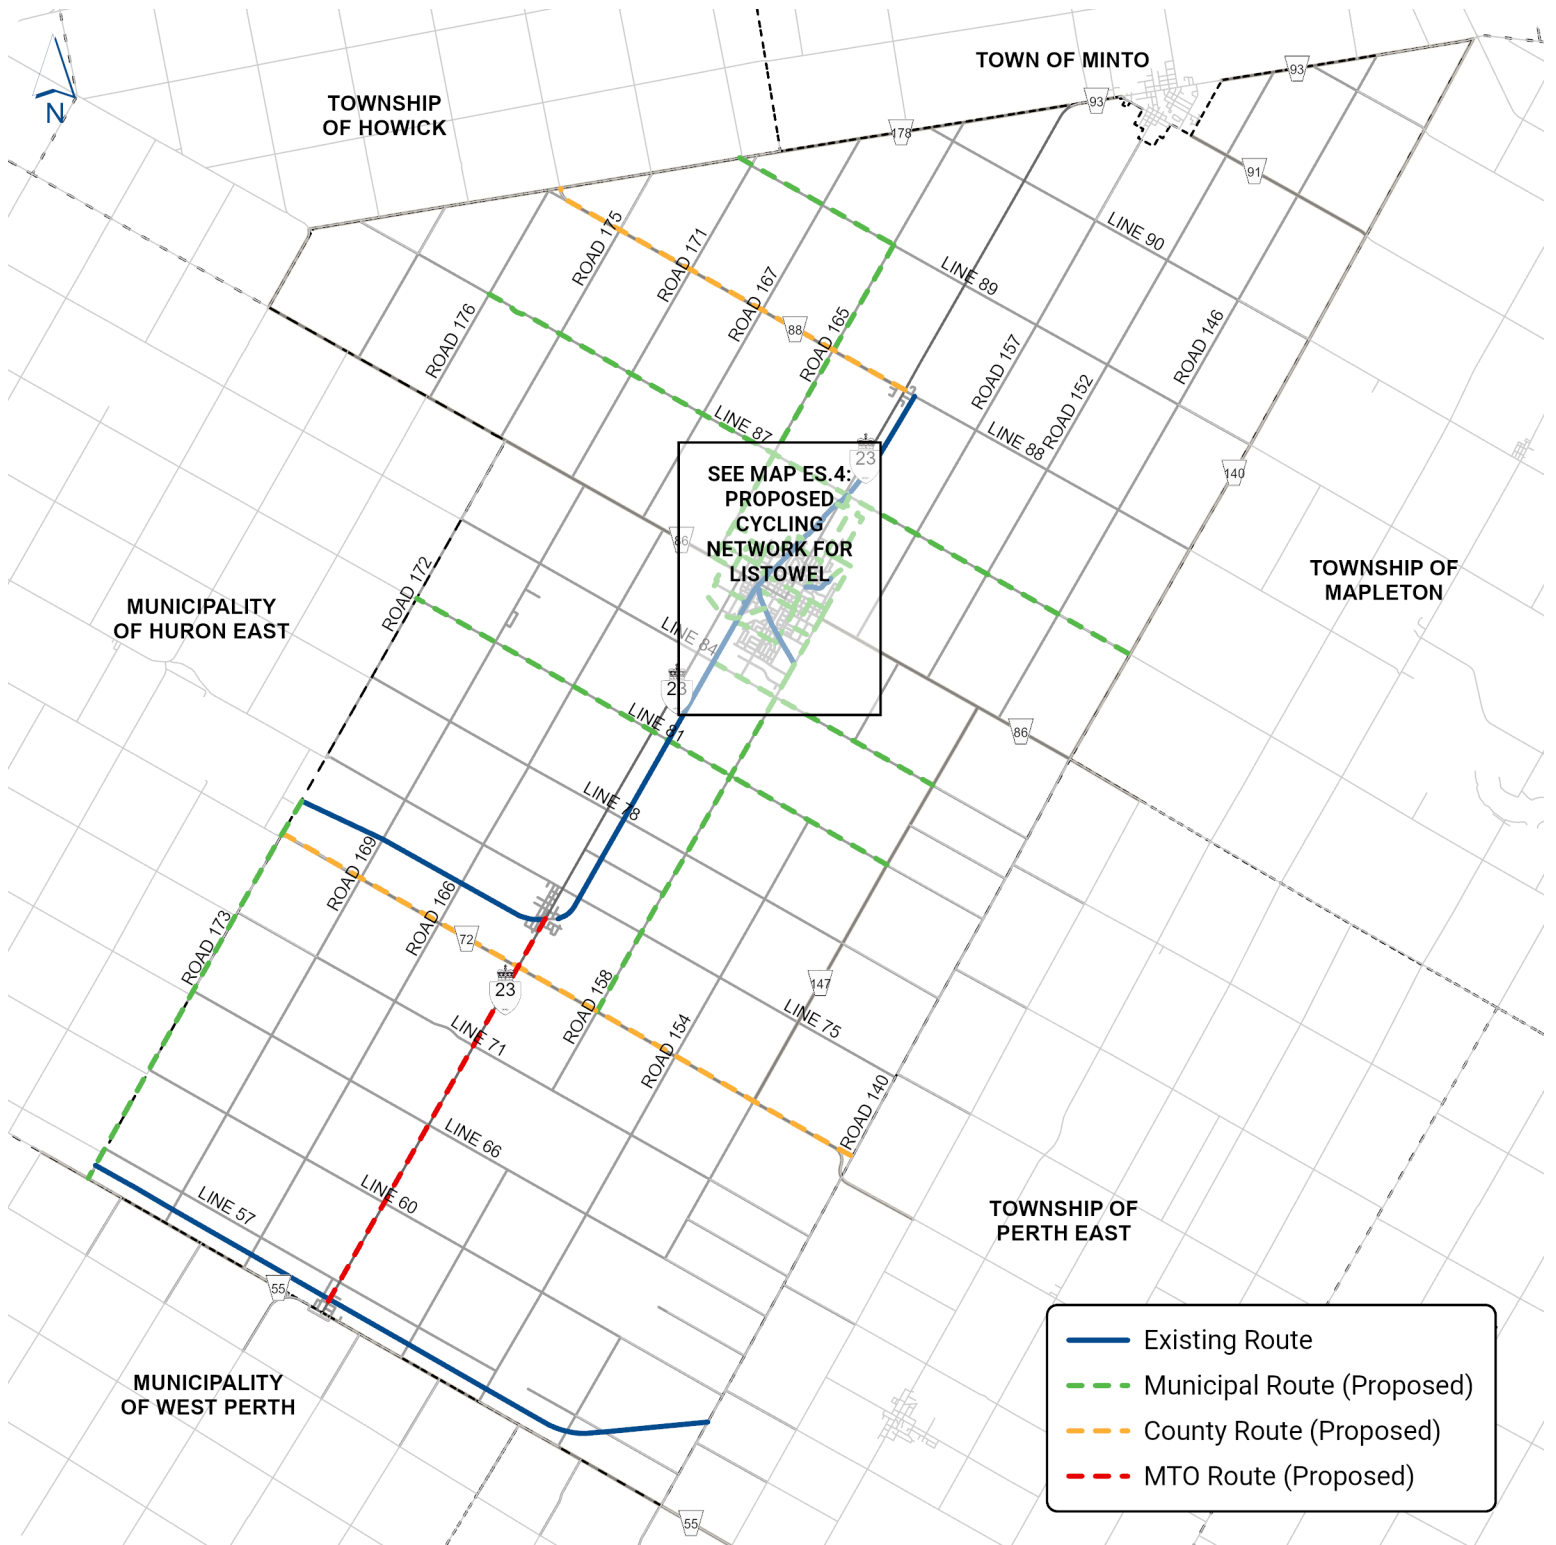 TOWN OF MINTO
93
93
TOWNSHIP
OF HOWICK
N
178
91
ROAD 175
ROAD 171
LINE 90
LINE 89
ROAD 167
ROAD 176
88
ROAD 165
ROAD 157
ROAD 146
ROAD 152
LINE 87
LINE 88
23
140
SEE MAP ES.4:
PROPOSED
CYCLING
NETWORK FOR
LISTOWEL
86
ROAD 172
TOWNSHIP OF
MAPLETON
MUNICIPALITY
OF HURON EAST
LINE 84
23
LINE 81
86
LINE 78
ROAD 169
ROAD 166
72
ROAD 173
23
ROAD 158
147
LINE 75
LINE 71
ROAD 154
ROAD 140
LINE 66
LINE 60
LINE 57
TOWNSHIP OF
PERTH EAST
55
MUNICIPALITY
OF WEST PERTH
55
Existing Route
Municipal Route (Proposed)
County Route (Proposed)
MTO Route (Proposed)